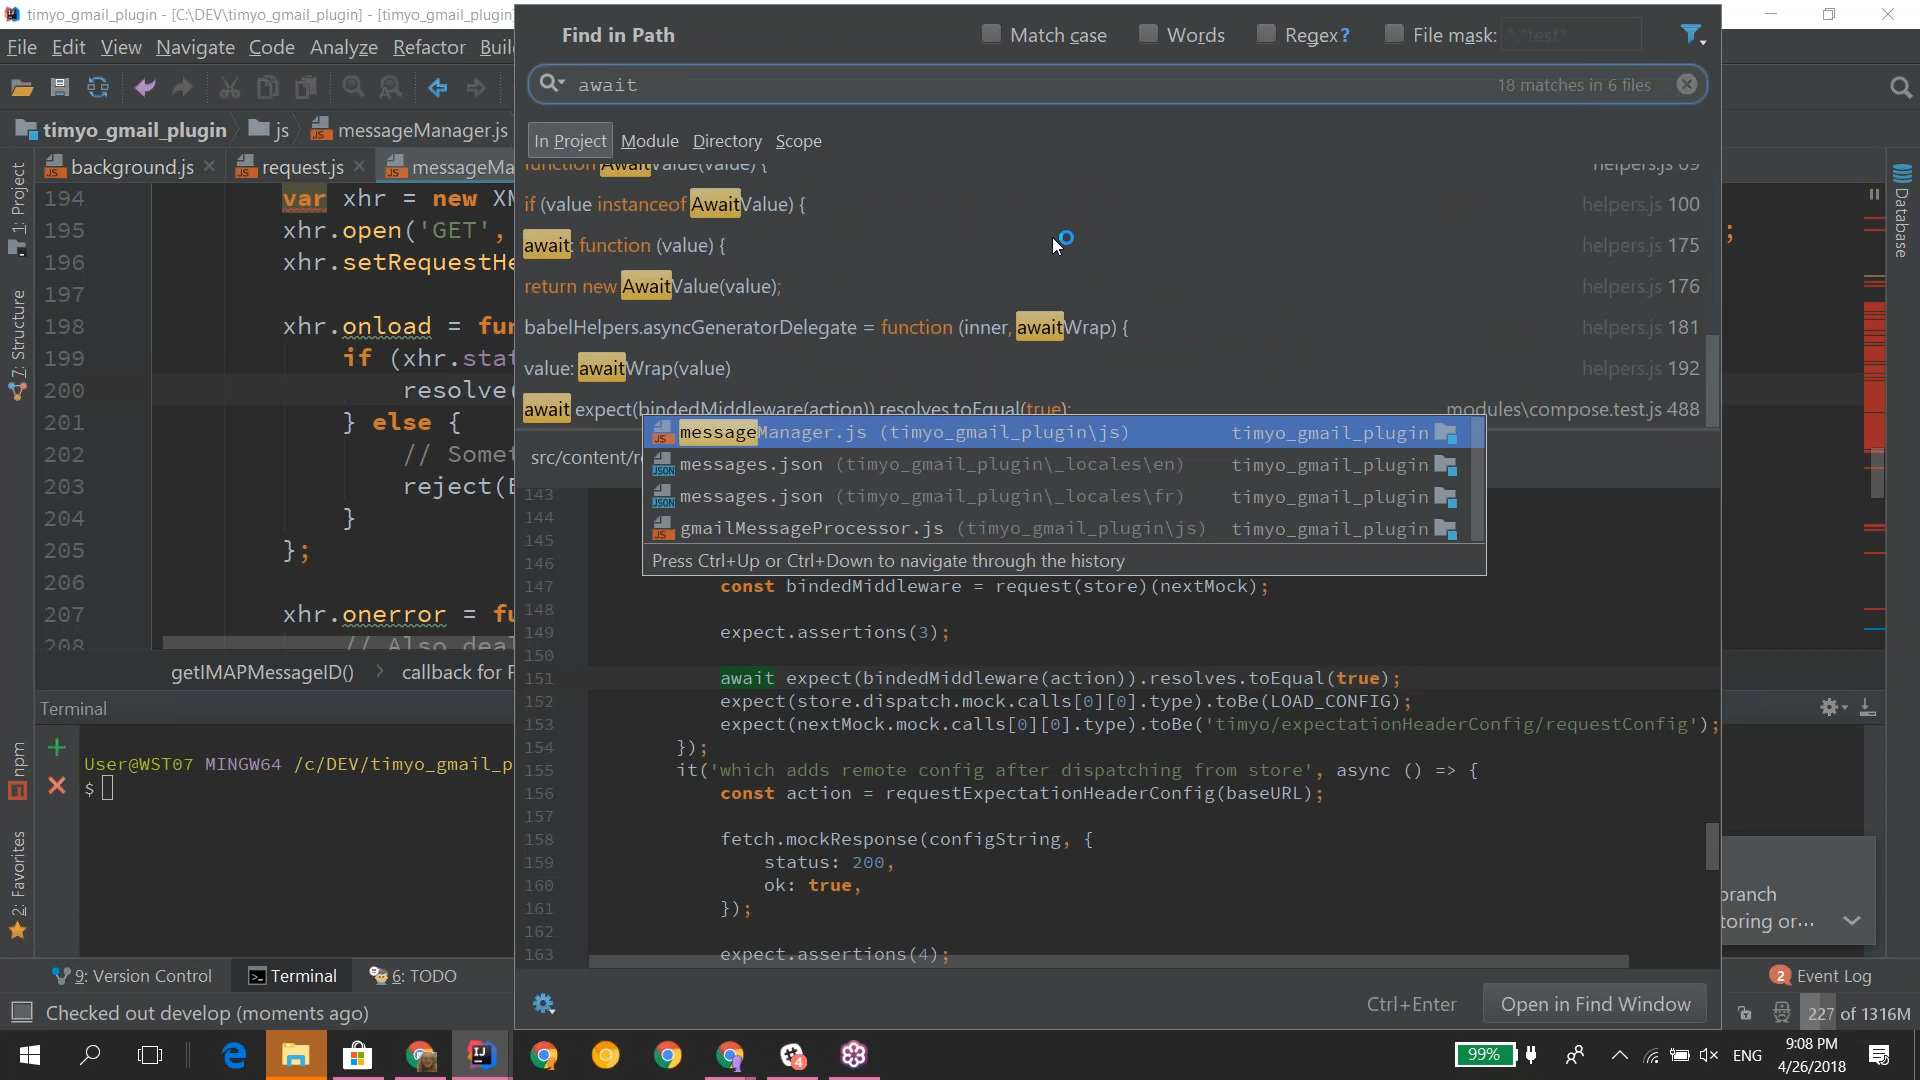 timyo_gmail_plugin - [C:\DEV\timyo_gmail_plugin] - [timyo_gmail_plugin]
File Edit View Navigate Code Analyze Refactor Buil
timyo_gmail_plugin js messageManager.js
background.js request.js messageMa
1: Project
7: Structure
npm
2: Favorites
194 var xhr = new XM
195 xhr.open('GET',
196 xhr.setRequestHe
197
198 xhr.onload = fun
199 if (xhr.stat
200 resolve(
201 } else {
202 // Somet
203 reject(E
204 }
205 };
206
207 xhr.onerror = fu
208 // Also deal
getIMAPMessageID() callback for P
Terminal
User@WST07 MINGW64 /c/DEV/timyo_gmail_p
$
Find in Path
Match case Words Regex? File mask: *.*test*
await 18 matches in 6 files
In Project Module Directory Scope
function AwaitValue(value) { helpers.js 69
if (value instanceof AwaitValue) { helpers.js 100
await: function (value) { helpers.js 175
return new AwaitValue(value); helpers.js 176
babelHelpers.asyncGeneratorDelegate = function (inner, awaitWrap) { helpers.js 181
value: awaitWrap(value) helpers.js 192
await expect(bindedMiddleware(action)).resolves.toEqual(true); modules\compose.test.js 488
messageManager.js (timyo_gmail_plugin\js) timyo_gmail_plugin
messages.json (timyo_gmail_plugin\_locales\en) timyo_gmail_plugin
messages.json (timyo_gmail_plugin\_locales\fr) timyo_gmail_plugin
gmailMessageProcessor.js (timyo_gmail_plugin\js) timyo_gmail_plugin
Press Ctrl+Up or Ctrl+Down to navigate through the history
src/content/r
143
144
145
146
147 const bindedMiddleware = request(store)(nextMock);
148
149 expect.assertions(3);
150
151 await expect(bindedMiddleware(action)).resolves.toEqual(true);
152 expect(store.dispatch.mock.calls[0][0].type).toBe(LOAD_CONFIG);
153 expect(nextMock.mock.calls[0][0].type).toBe('timyo/expectationHeaderConfig/requestConfig');
154 });
155 it('which adds remote config after dispatching from store', async () => {
156 const action = requestExpectationHeaderConfig(baseURL);
157
158 fetch.mockResponse(configString, {
159 status: 200,
160 ok: true,
161 });
162
163 expect.assertions(4);
Ctrl+Enter Open in Find Window
;
Database
branch
toring or...
9: Version Control Terminal 6: TODO
2 Event Log
Checked out develop (moments ago)
227 of 1316M
4
99% ENG
9:08 PM
4/26/2018